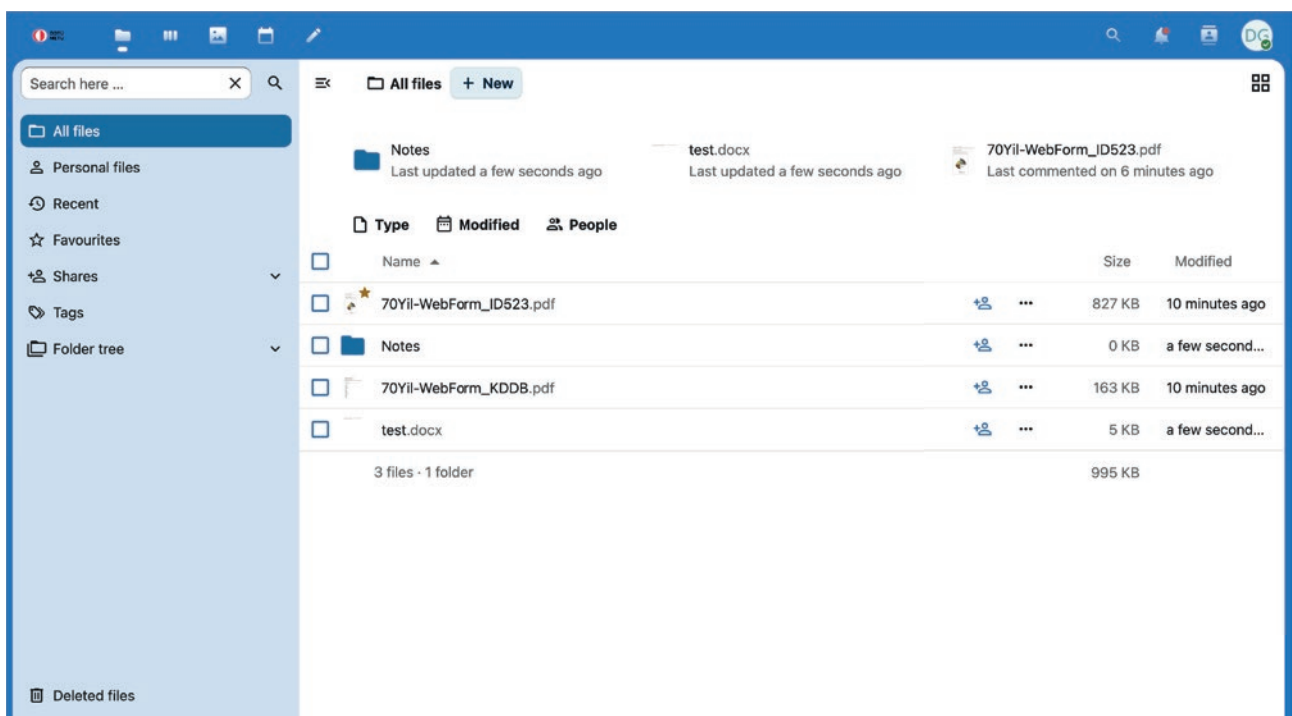 DG
Search here ...
All files
+ New
All files
Personal files
Recent
Favourites
Shares
Tags
Folder tree
Deleted files
Notes
Last updated a few seconds ago
test.docx
Last updated a few seconds ago
70Yil-WebForm_ID523.pdf
Last commented on 6 minutes ago
Type Modified People
Name Size Modified
70Yil-WebForm_ID523.pdf 827 KB 10 minutes ago
Notes 0 KB a few second...
70Yil-WebForm_KDDB.pdf 163 KB 10 minutes ago
test.docx 5 KB a few second...
3 files · 1 folder 995 KB